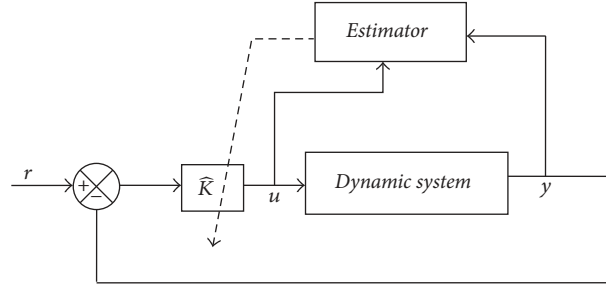 Estimator
r
+
−
K̂
u
Dynamic system
y